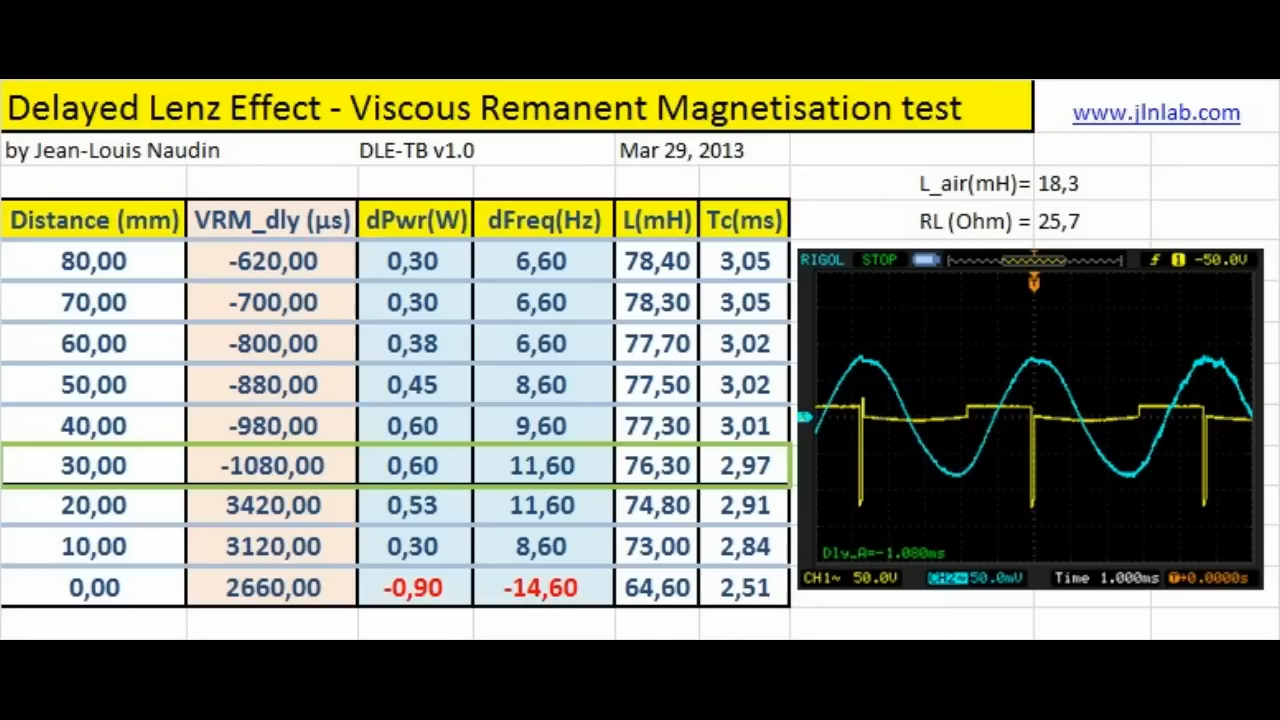 Delayed Lenz Effect - Viscous Remanent Magnetisation test www.jlnlab.com
by Jean-Louis Naudin DLE-TB v1.0 Mar 29, 2013
L_air(mH)= 18,3
RL (Ohm) = 25,7
Distance (mm) VRM_dly (µs) dPwr(W) dFreq(Hz) L(mH) Tc(ms)
80,00 -620,00 0,30 6,60 78,40 3,05
70,00 -700,00 0,30 6,60 78,30 3,05
60,00 -800,00 0,38 6,60 77,70 3,02
50,00 -880,00 0,45 8,60 77,50 3,02
40,00 -980,00 0,60 9,60 77,30 3,01
30,00 -1080,00 0,60 11,60 76,30 2,97
20,00 3420,00 0,53 11,60 74,80 2,91
10,00 3120,00 0,30 8,60 73,00 2,84
0,00 2660,00 -0,90 -14,60 64,60 2,51
RIGOL STOP 1 -50.0V
Dly_A=-1.080ms
CH1~ 50.0V CH2~ 50.0mV Time 1.000ms T→0.0000s